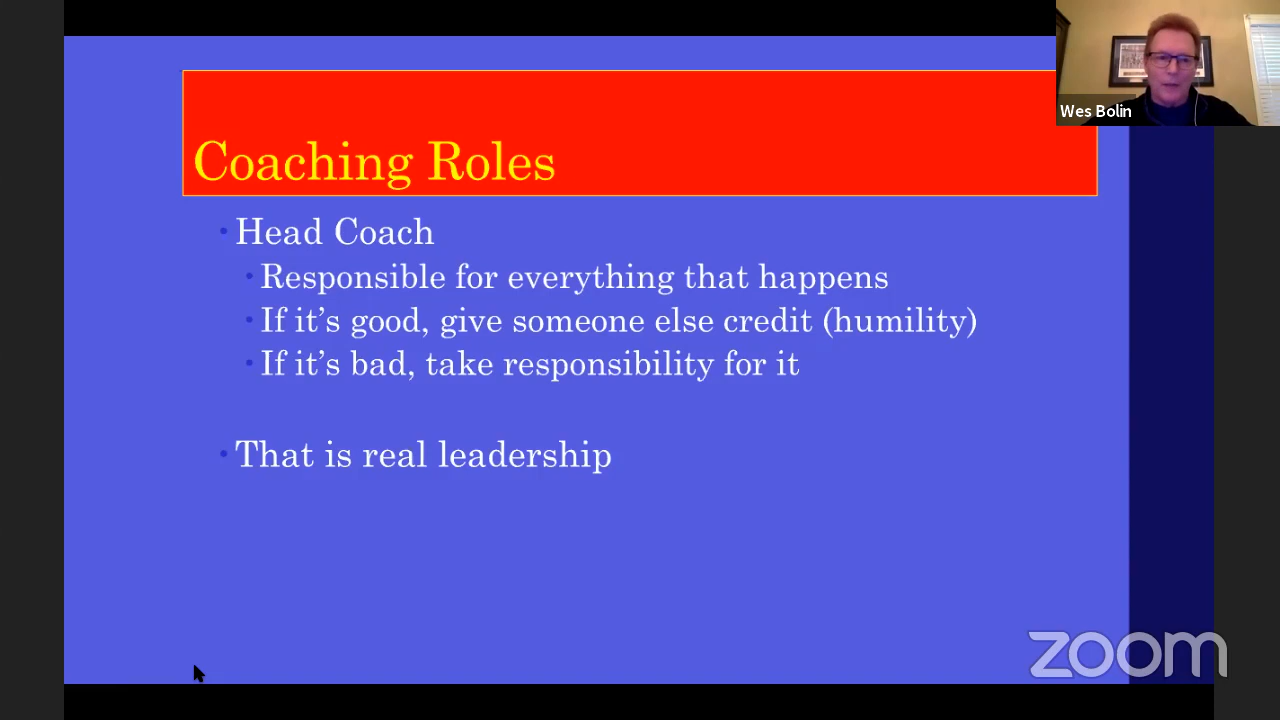 Wes Bolin
Coaching Roles
• Head Coach
• Responsible for everything that happens
• If it’s good, give someone else credit (humility)
• If it’s bad, take responsibility for it
• That is real leadership
zoom